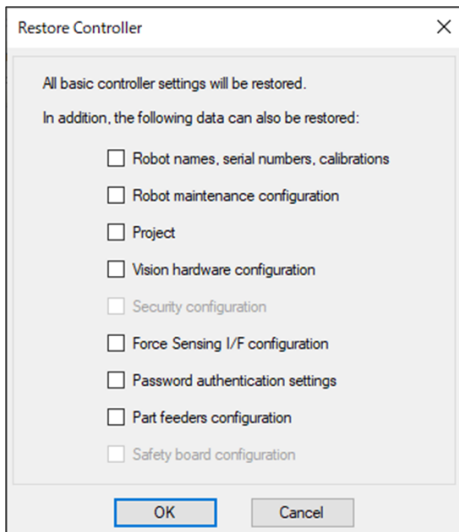 Restore Controller
All basic controller settings will be restored.
In addition, the following data can also be restored:
Robot names, serial numbers, calibrations
Robot maintenance configuration
Project
Vision hardware configuration
Security configuration
Force Sensing I/F configuration
Password authentication settings
Part feeders configuration
Safety board configuration
OK
Cancel